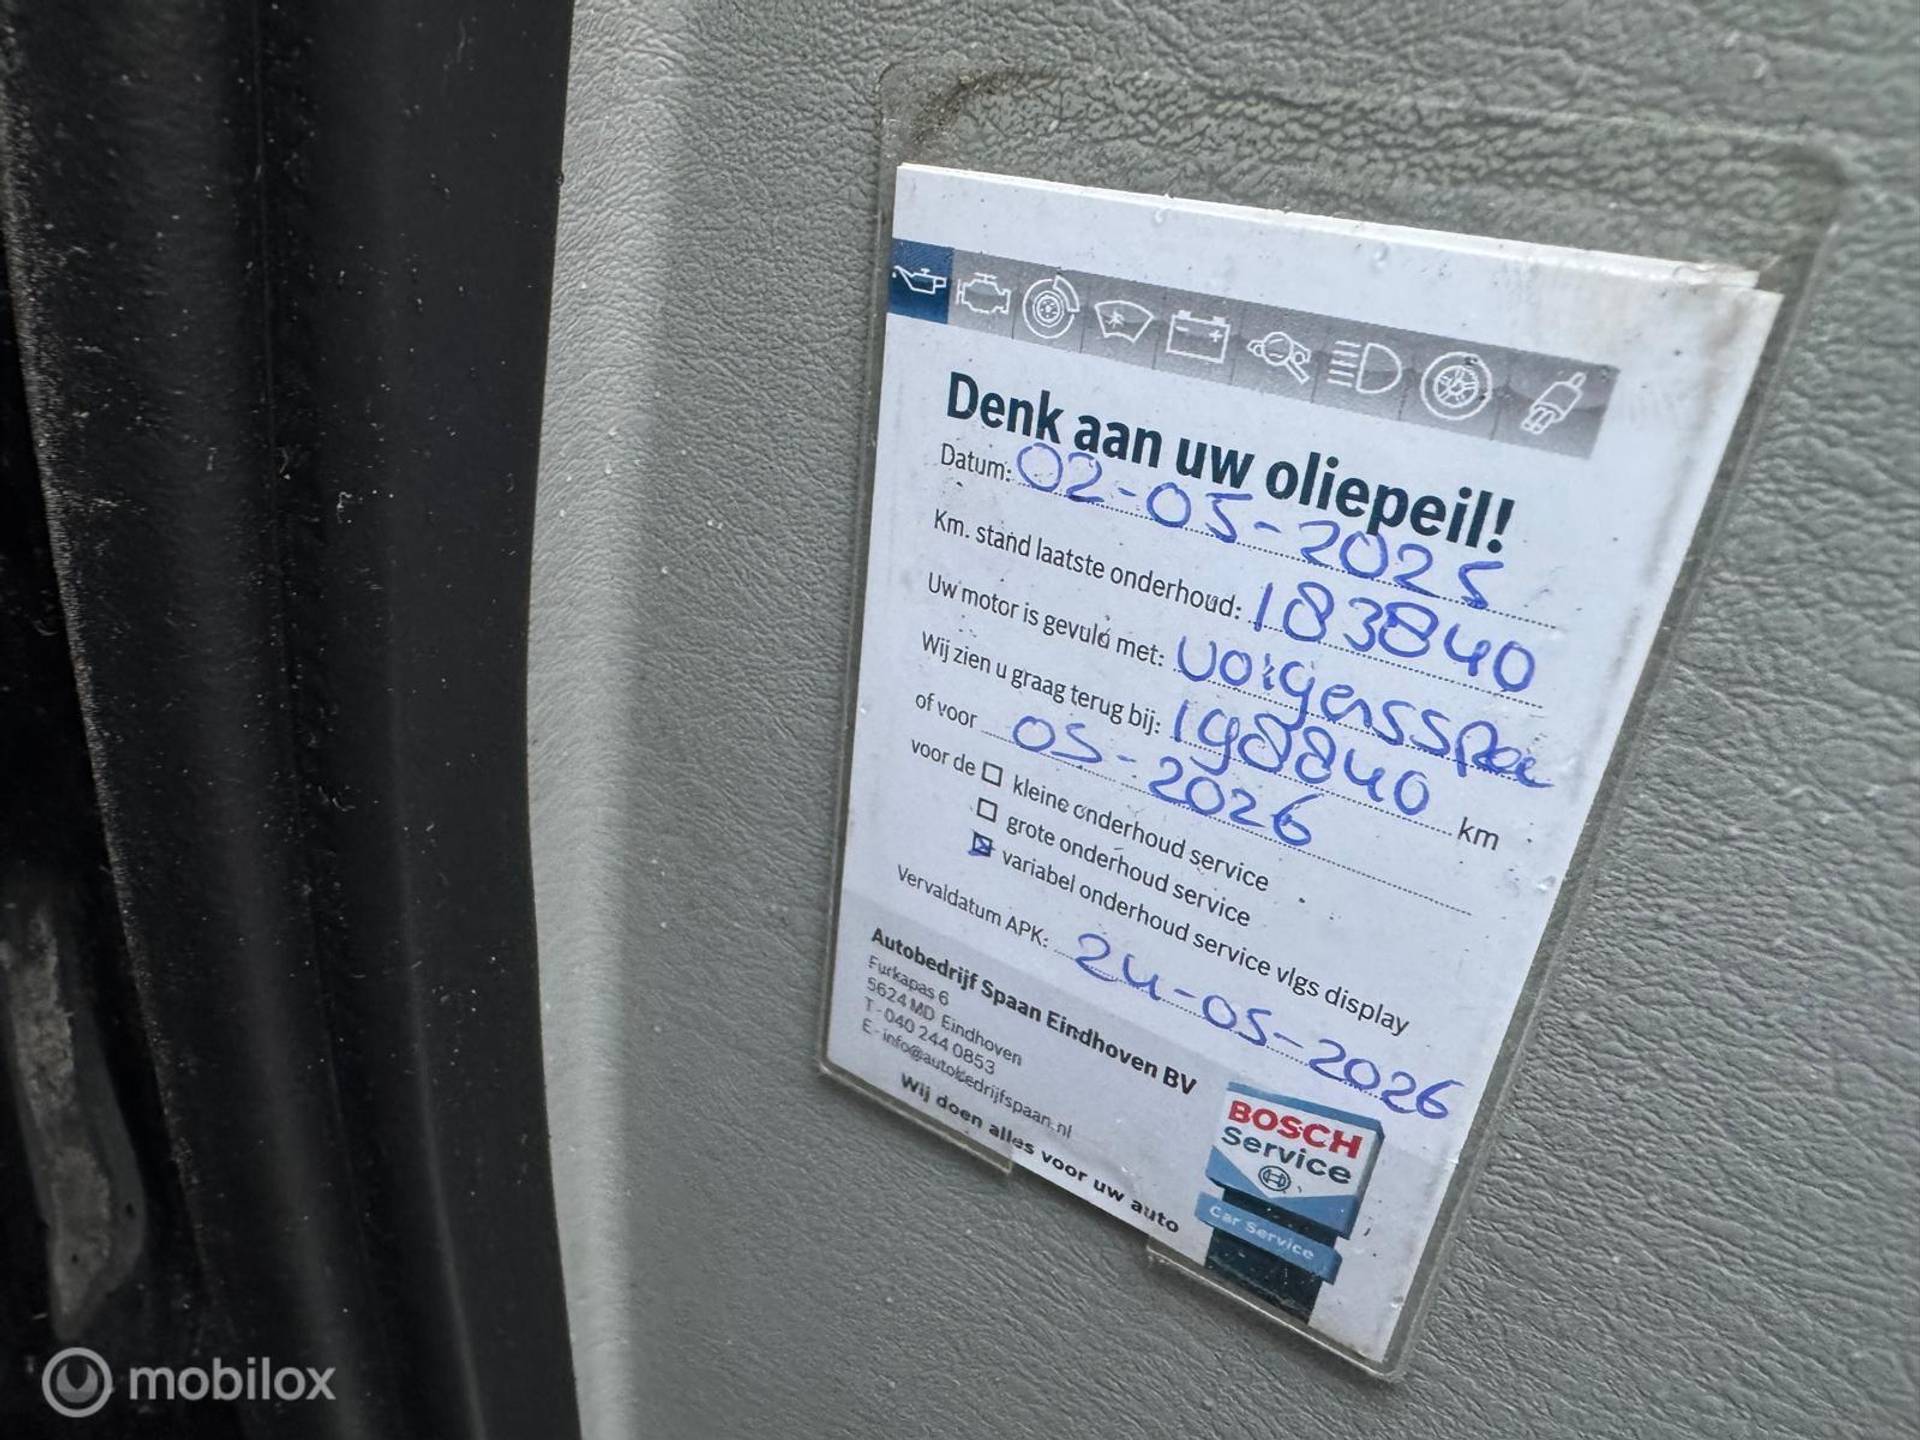 Denk aan uw oliepeil!
Datum: 02-05-2025
Km. stand laatste onderhoud: 183840
Uw motor is gevuld met: volgensspec
Wij zien u graag terug bij: 198840 km
of voor 05-2026
voor de kleine onderhoud service
grote onderhoud service
variabel onderhoud service vlgs display
Vervaldatum APK: 24-05-2026
Autobedrijf Spaan Eindhoven BV
Furkapas 6
5624 MD Eindhoven
T - 040 244 0853
E - info@autobedrijfspaan.nl
Wij doen alles voor uw auto
BOSCH
Service
Car Service
mobilox